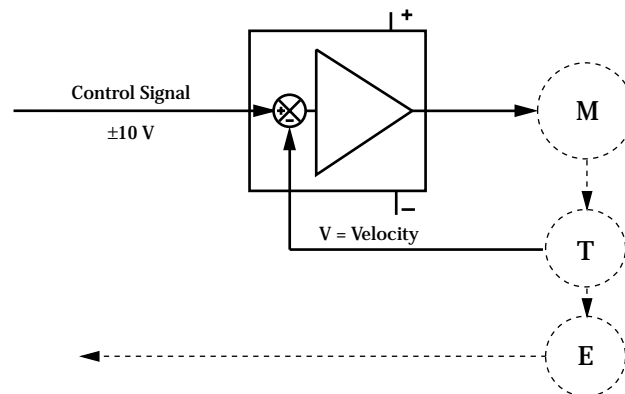 +
Control Signal
±10 V
+
−
−
V = Velocity
M
T
E